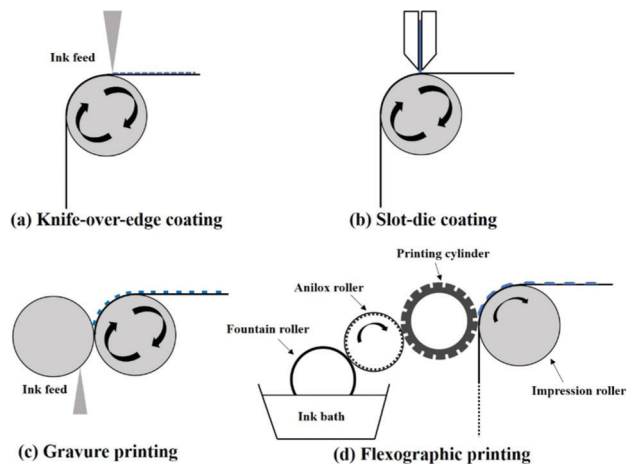 Ink feed
(a) Knife-over-edge coating
(b) Slot-die coating
Printing cylinder
Anilox roller
Fountain roller
Ink feed
Ink bath
Impression roller
(c) Gravure printing
(d) Flexographic printing